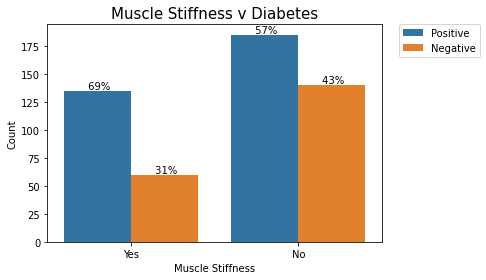 Muscle Stiffness v Diabetes
Positive
Negative
Count
175
150
125
100
75
50
25
0
69%
31%
57%
43%
Yes
No
Muscle Stiffness